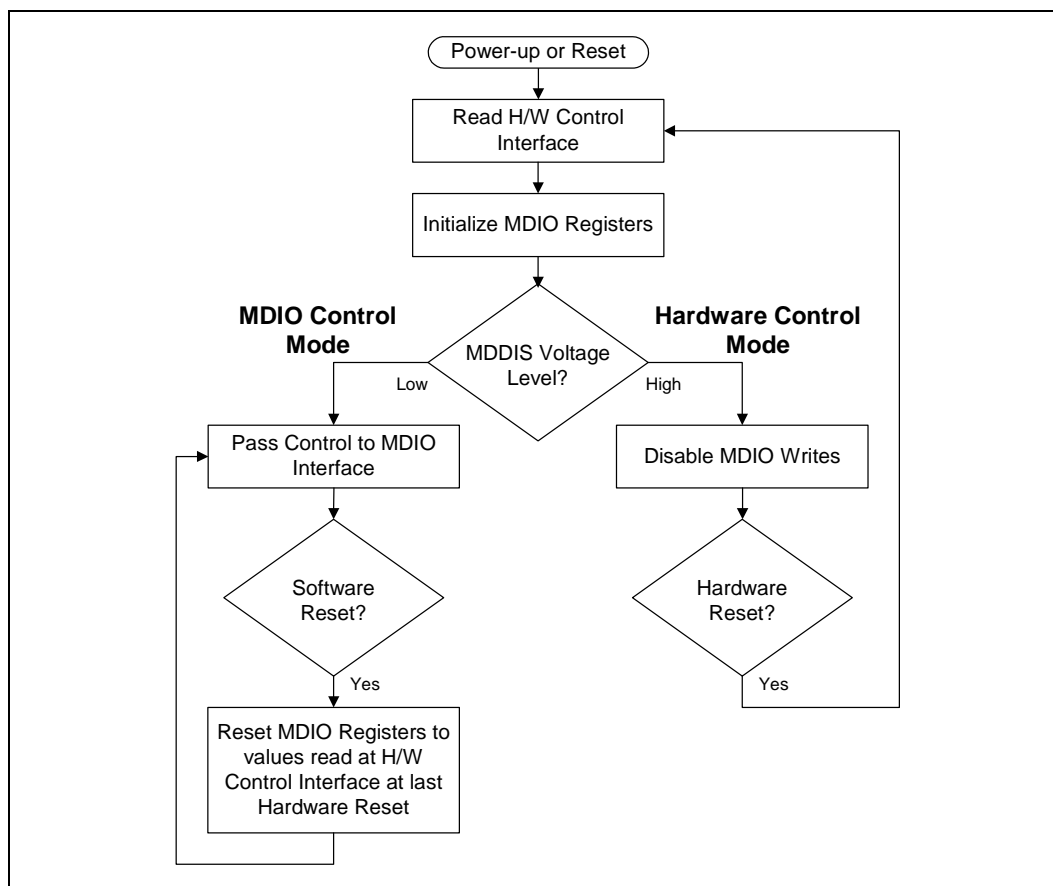 Power-up or Reset
Read H/W Control
Interface
Initialize MDIO Registers
MDIO Control
Mode
Hardware Control
Mode
MDDIS Voltage
Level?
Low
High
Pass Control to MDIO
Interface
Disable MDIO Writes
Software
Reset?
Hardware
Reset?
Yes
Yes
Reset MDIO Registers to
values read at H/W
Control Interface at last
Hardware Reset